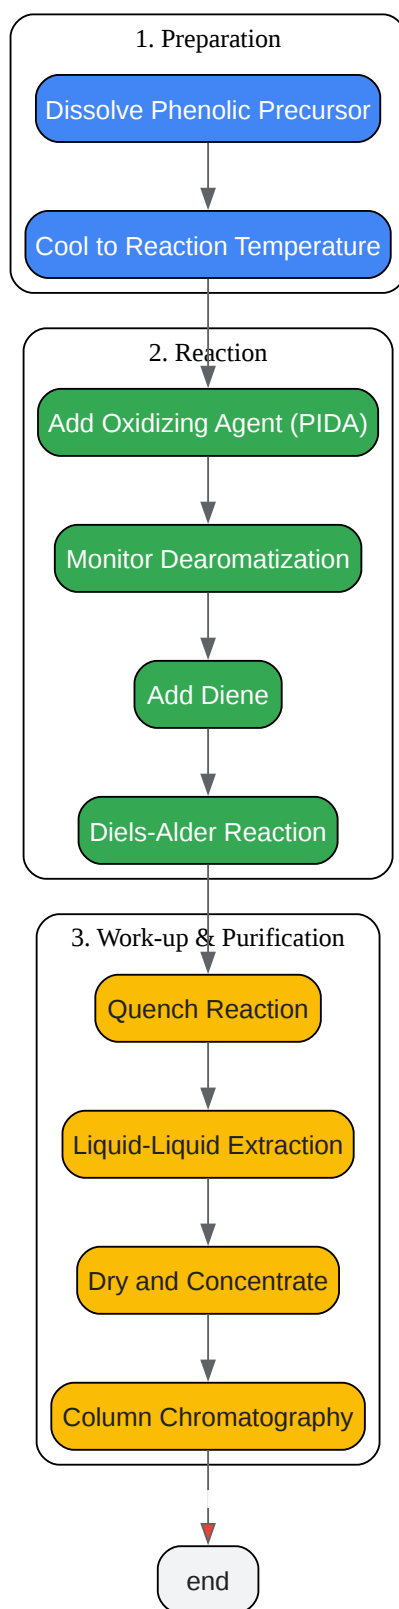 1. Preparation
Dissolve Phenolic Precursor
Cool to Reaction Temperature
2. Reaction
Add Oxidizing Agent (PIDA)
Monitor Dearomatization
Add Diene
Diels-Alder Reaction
3. Work-up & Purification
Quench Reaction
Liquid-Liquid Extraction
Dry and Concentrate
Column Chromatography
end